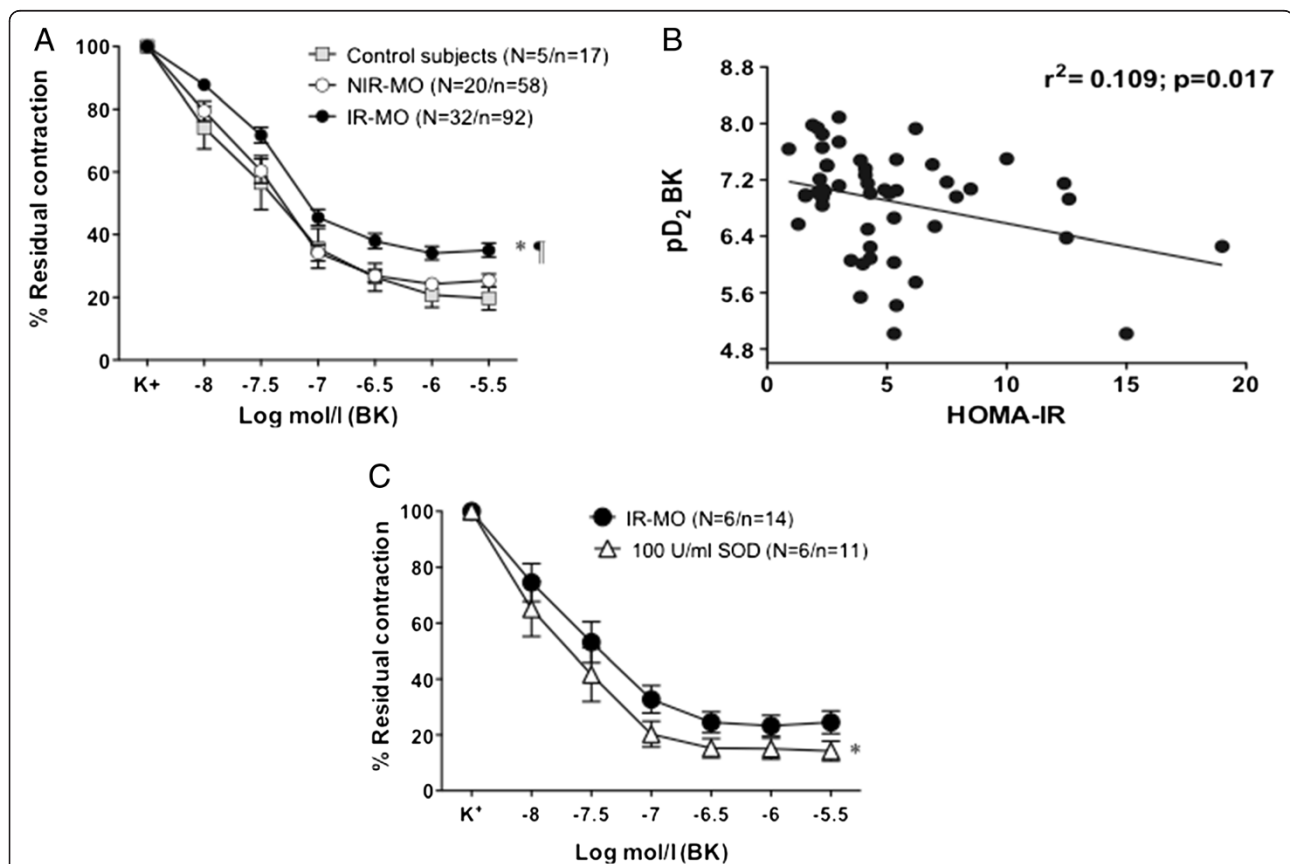 A
100
80
60
40
20
0
% Residual contraction
Control subjects (N=5/n=17)
NIR-MO (N=20/n=58)
IR-MO (N=32/n=92)
* ¶
K+ -8 -7.5 -7 -6.5 -6 -5.5
Log mol/l (BK)
B
r²= 0.109; p=0.017
8.8
8.0
7.2
6.4
5.6
4.8
pD₂ BK
0 5 10 15 20
HOMA-IR
C
100
80
60
40
20
0
% Residual contraction
IR-MO (N=6/n=14)
100 U/ml SOD (N=6/n=11)
*
K⁺ -8 -7.5 -7 -6.5 -6 -5.5
Log mol/l (BK)